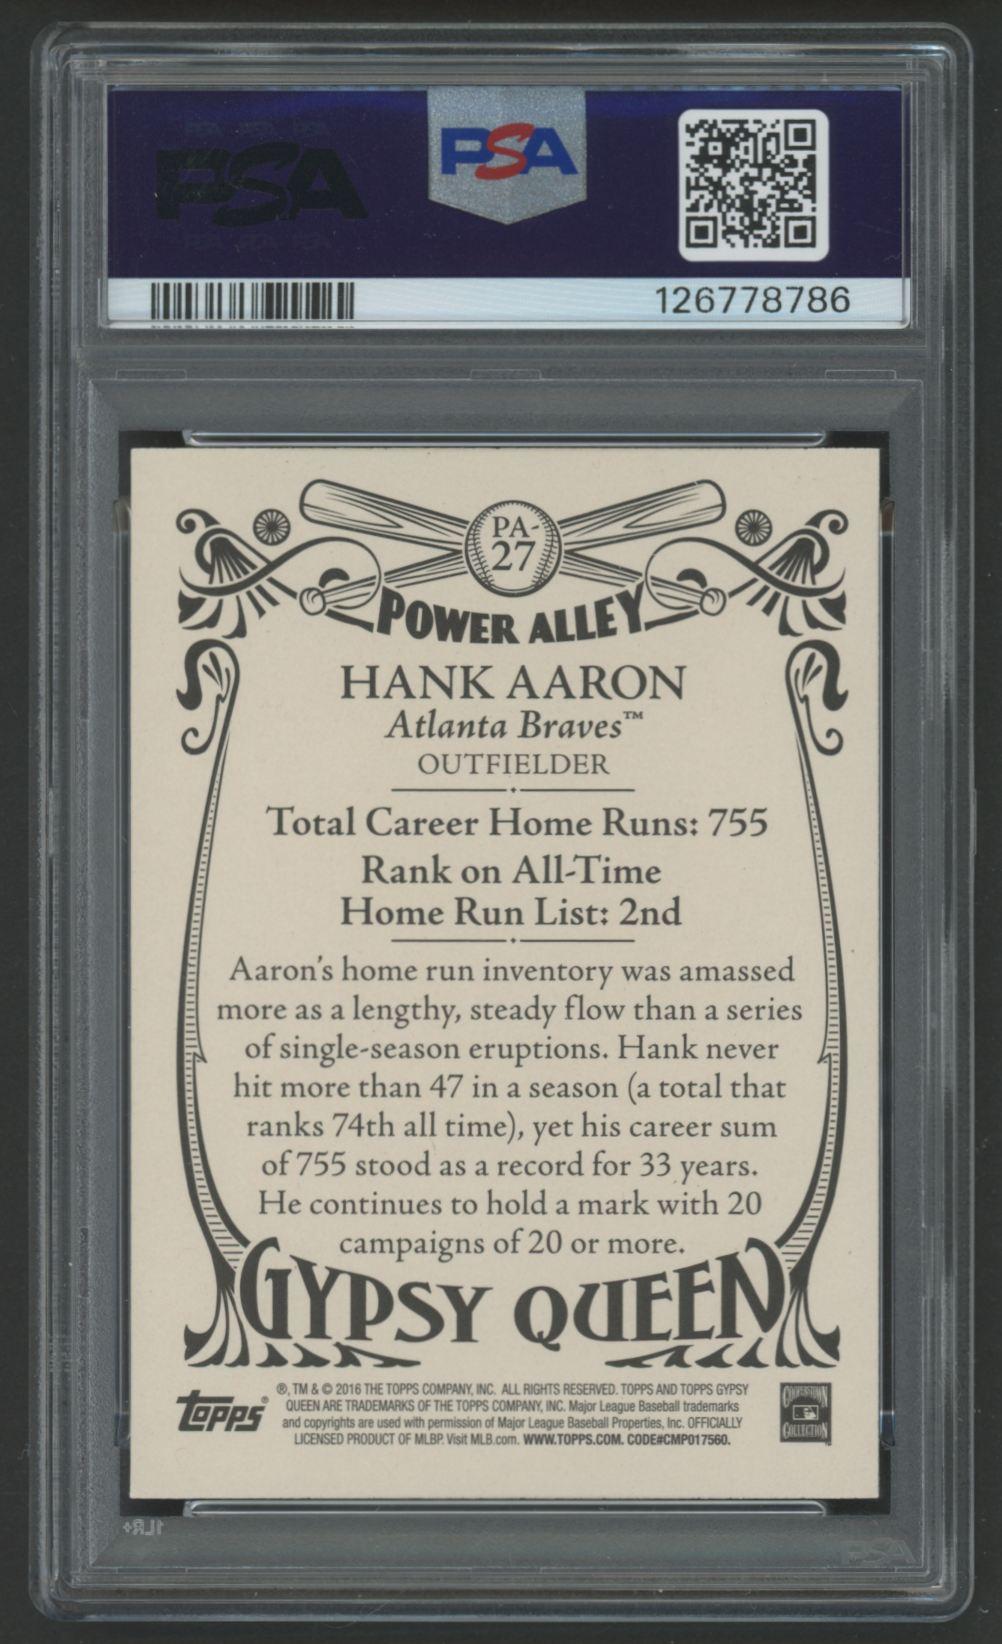 PSA
PSA
126778786
PA-
27
POWER ALLEY
HANK AARON
Atlanta Braves™
OUTFIELDER
Total Career Home Runs: 755
Rank on All-Time
Home Run List: 2nd
Aaron's home run inventory was amassed
more as a lengthy, steady flow than a series
of single-season eruptions. Hank never
hit more than 47 in a season (a total that
ranks 74th all time), yet his career sum
of 755 stood as a record for 33 years.
He continues to hold a mark with 20
campaigns of 20 or more.
GYPSY QUEEN
Topps®
®, TM & © 2016 THE TOPPS COMPANY, INC. ALL RIGHTS RESERVED. TOPPS AND TOPPS GYPSY
QUEEN ARE TRADEMARKS OF THE TOPPS COMPANY, INC. Major League Baseball trademarks
and copyrights are used with permission of Major League Baseball Properties, Inc. OFFICIALLY
LICENSED PRODUCT OF MLBP. Visit MLB.com. WWW.TOPPS.COM. CODE#CMP017560.
COOPERSTOWN
COLLECTION
PSA